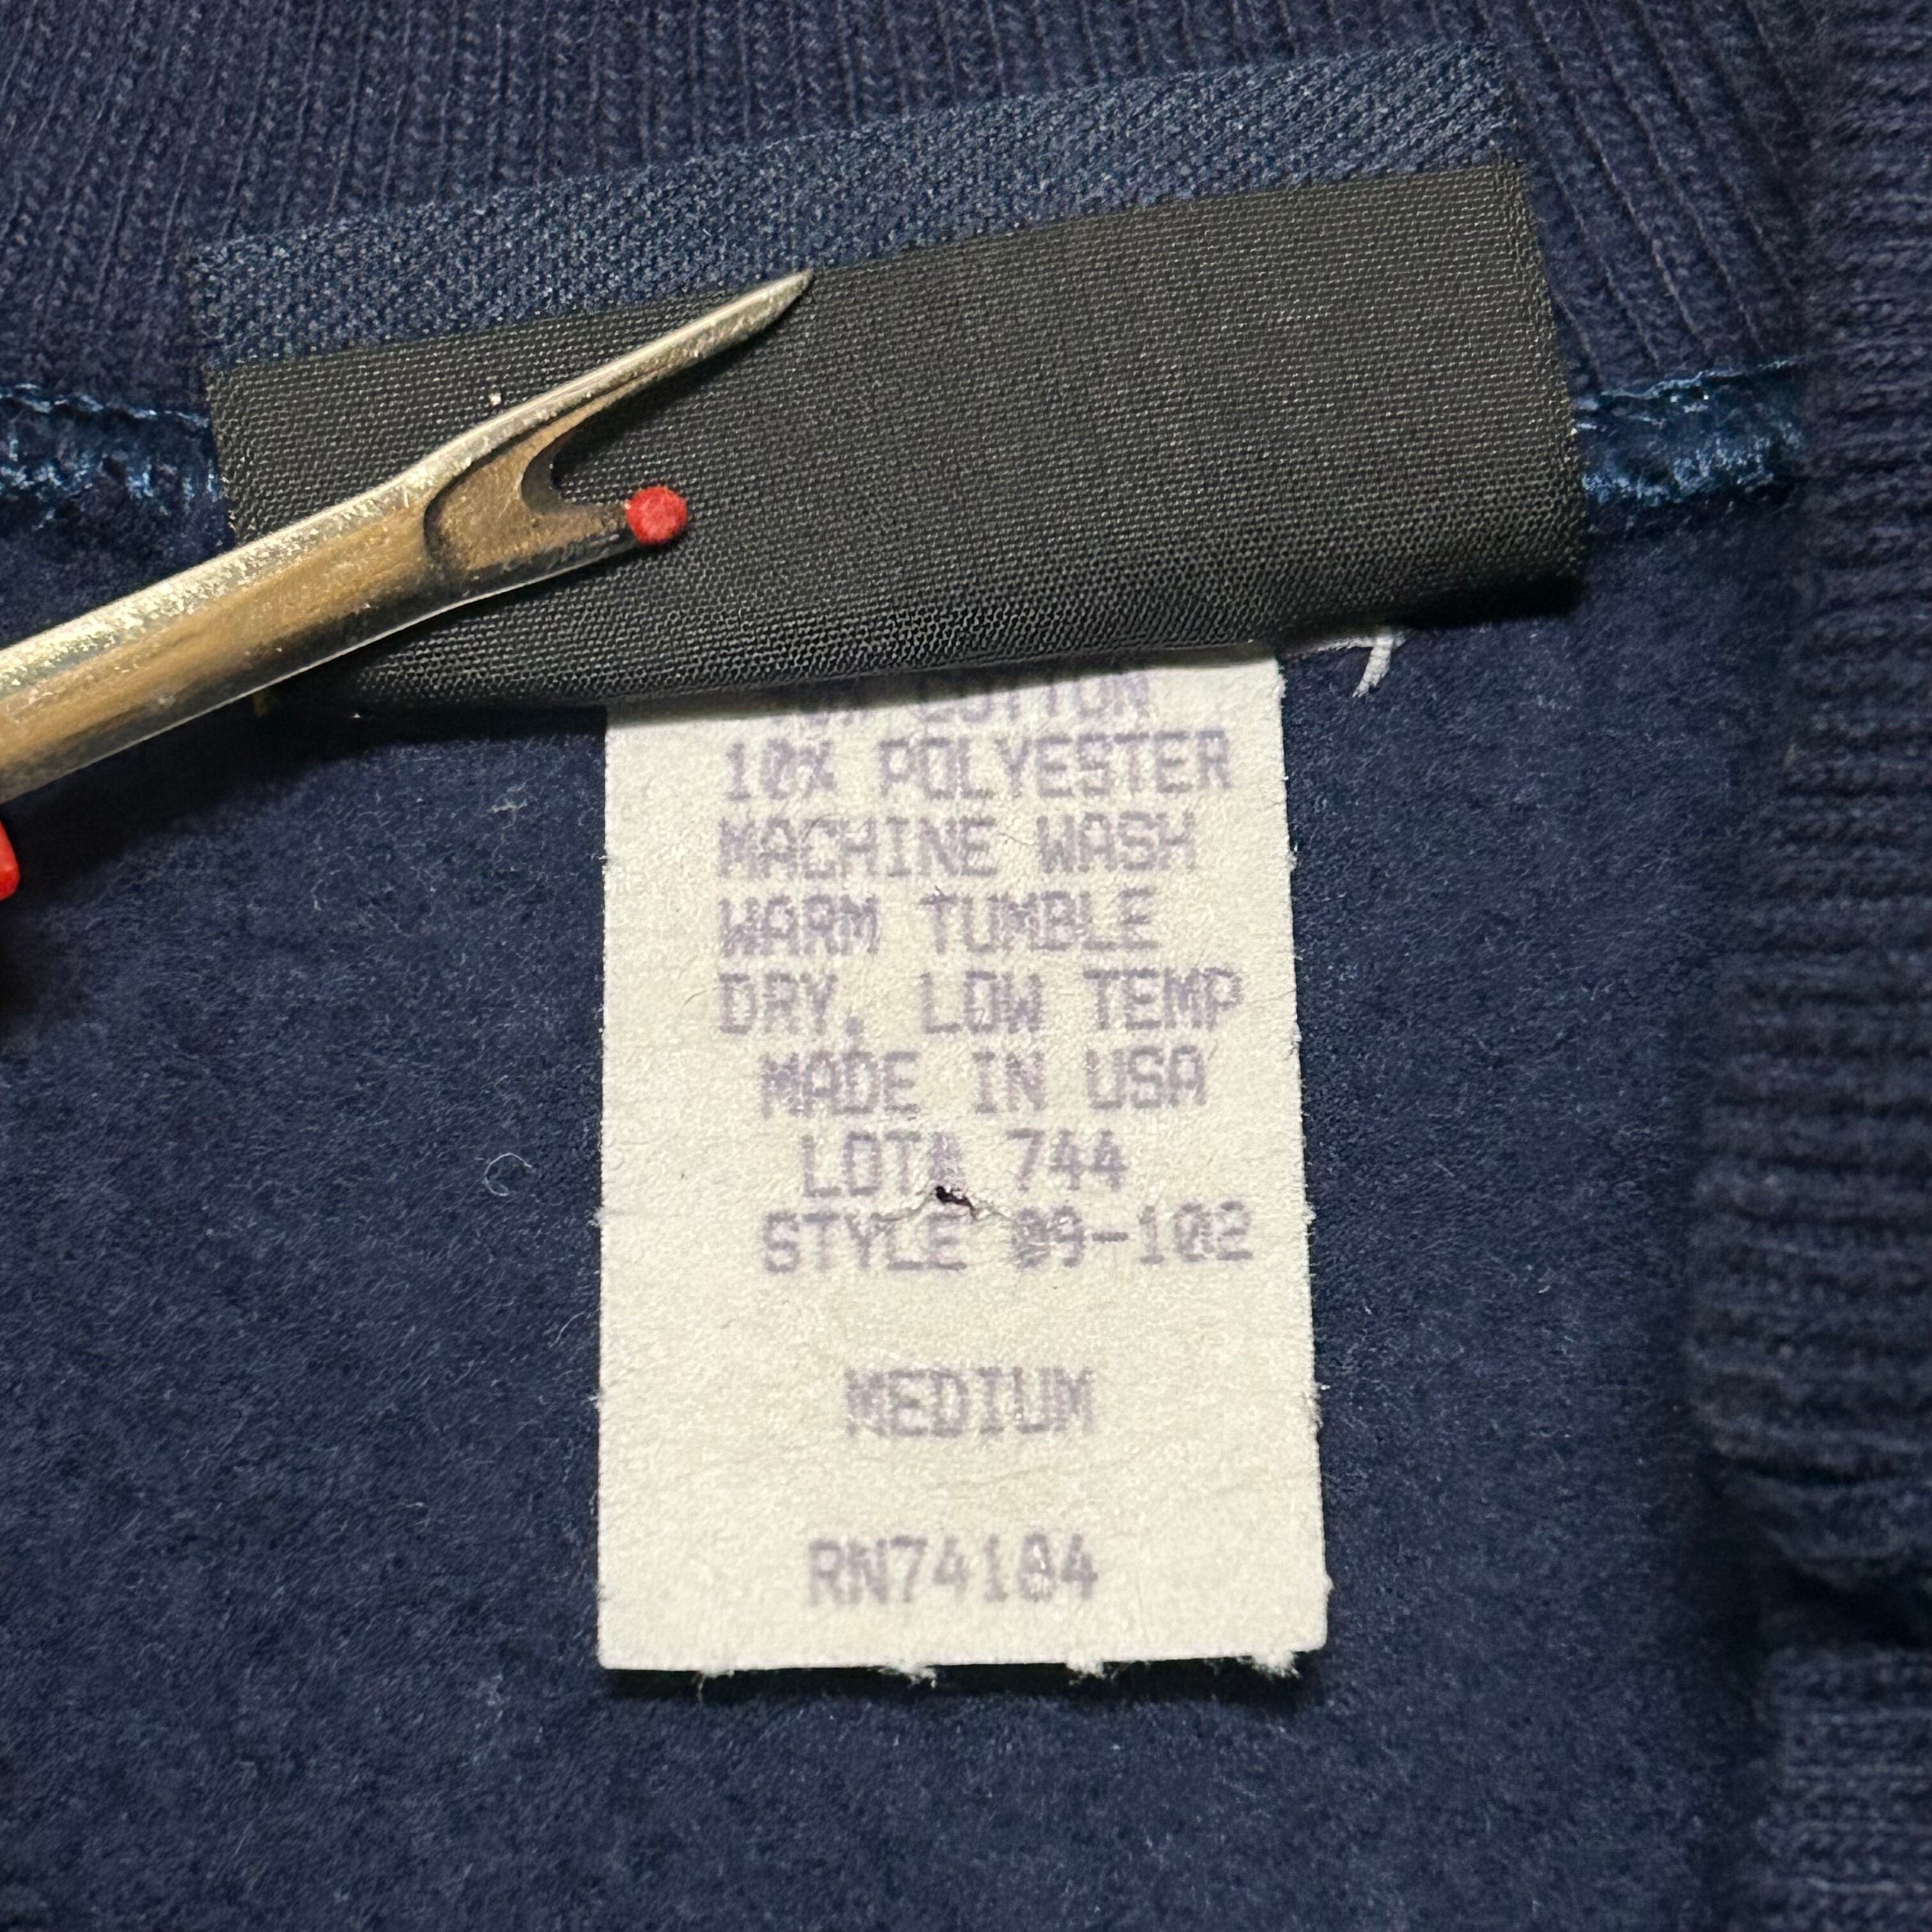 COTTON
10% POLYESTER
MACHINE WASH
WARM TUMBLE
DRY, LOW TEMP
MADE IN USA
LOT# 744
STYLE 09-102
MEDIUM
RN74104